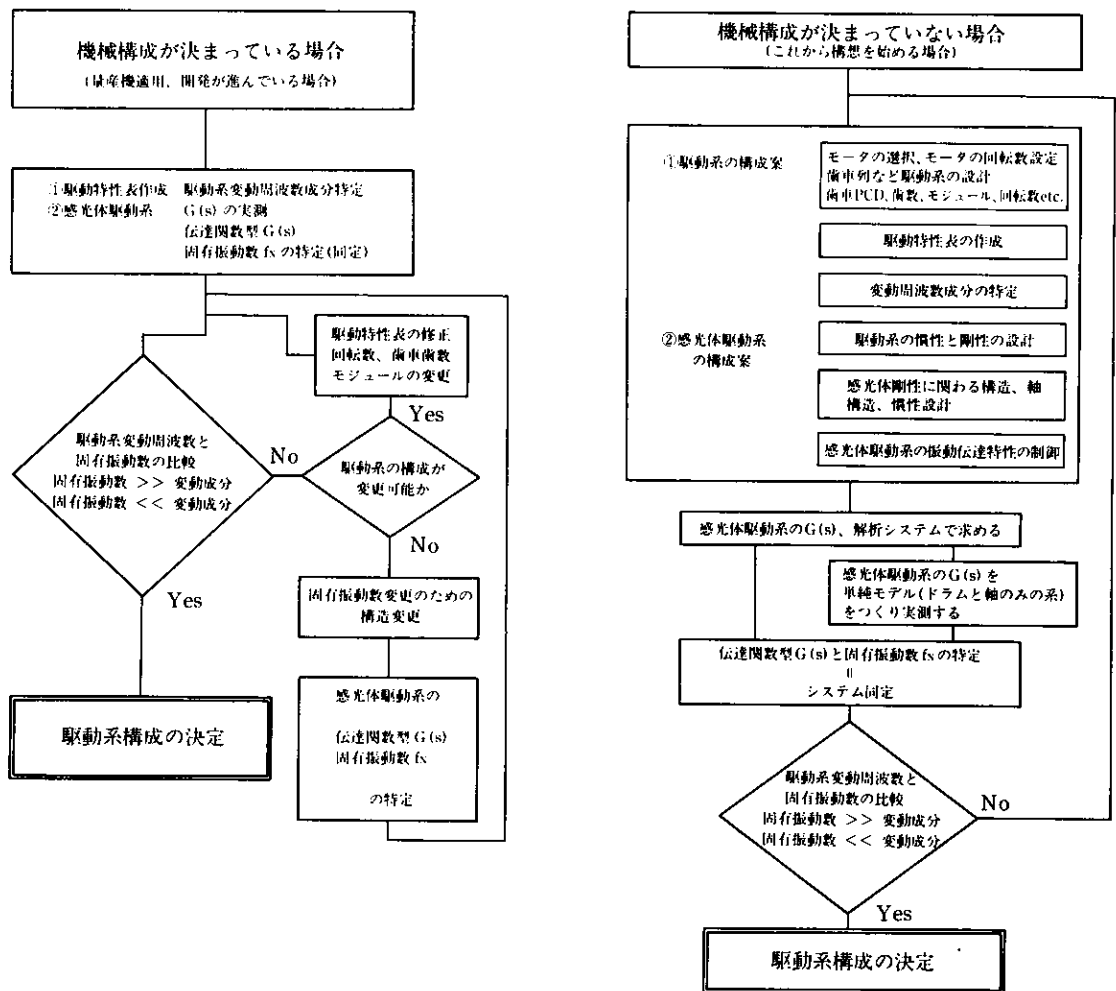 機械構成が決まっている場合
(量産機適用、開発が進んでいる場合)
①駆動特性表作成 駆動系変動周波数成分特定
②感光体駆動系 G(s)の実測
伝達関数型G(s)
固有振動数fxの特定(同定)
駆動特性表の修正
回転数、歯車歯数
モジュールの変更
Yes
駆動系変動周波数と
固有振動数の比較
固有振動数 >> 変動成分
固有振動数 << 変動成分
No
駆動系の構成が
変更可能か
No
Yes
固有振動数変更のための
構造変更
感光体駆動系の
伝達関数型G(s)
固有振動数fx
の特定
駆動系構成の決定
機械構成が決まっていない場合
(これから構想を始める場合)
①駆動系の構成案
モータの選択、モータの回転数設定
歯車列など駆動系の設計
歯車PCD、歯数、モジュール、回転数etc.
駆動特性表の作成
変動周波数成分の特定
②感光体駆動系
の構成案
駆動系の慣性と剛性の設計
感光体剛性に関わる構造、軸
構造、慣性設計
感光体駆動系の振動伝達特性の制御
感光体駆動系のG(s)、解析システムで求める
感光体駆動系のG(s)を
単純モデル(ドラムと軸のみの系)
をつくり実測する
伝達関数型G(s)と固有振動数fxの特定
=
システム同定
駆動系変動周波数と
固有振動数の比較
固有振動数 >> 変動成分
固有振動数 << 変動成分
No
Yes
駆動系構成の決定